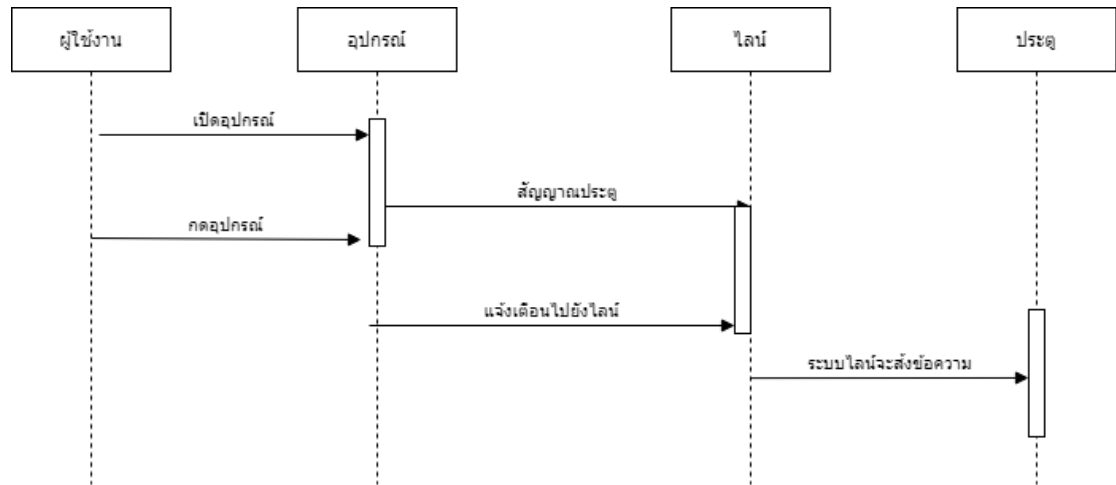 ผู้ใช้งาน
อุปกรณ์
ไลน์
ประตู
เปิดอุปกรณ์
สัญญาณประตู
กดอุปกรณ์
แจ้งเตือนไปยังไลน์
ระบบไลน์จะส่งข้อความ